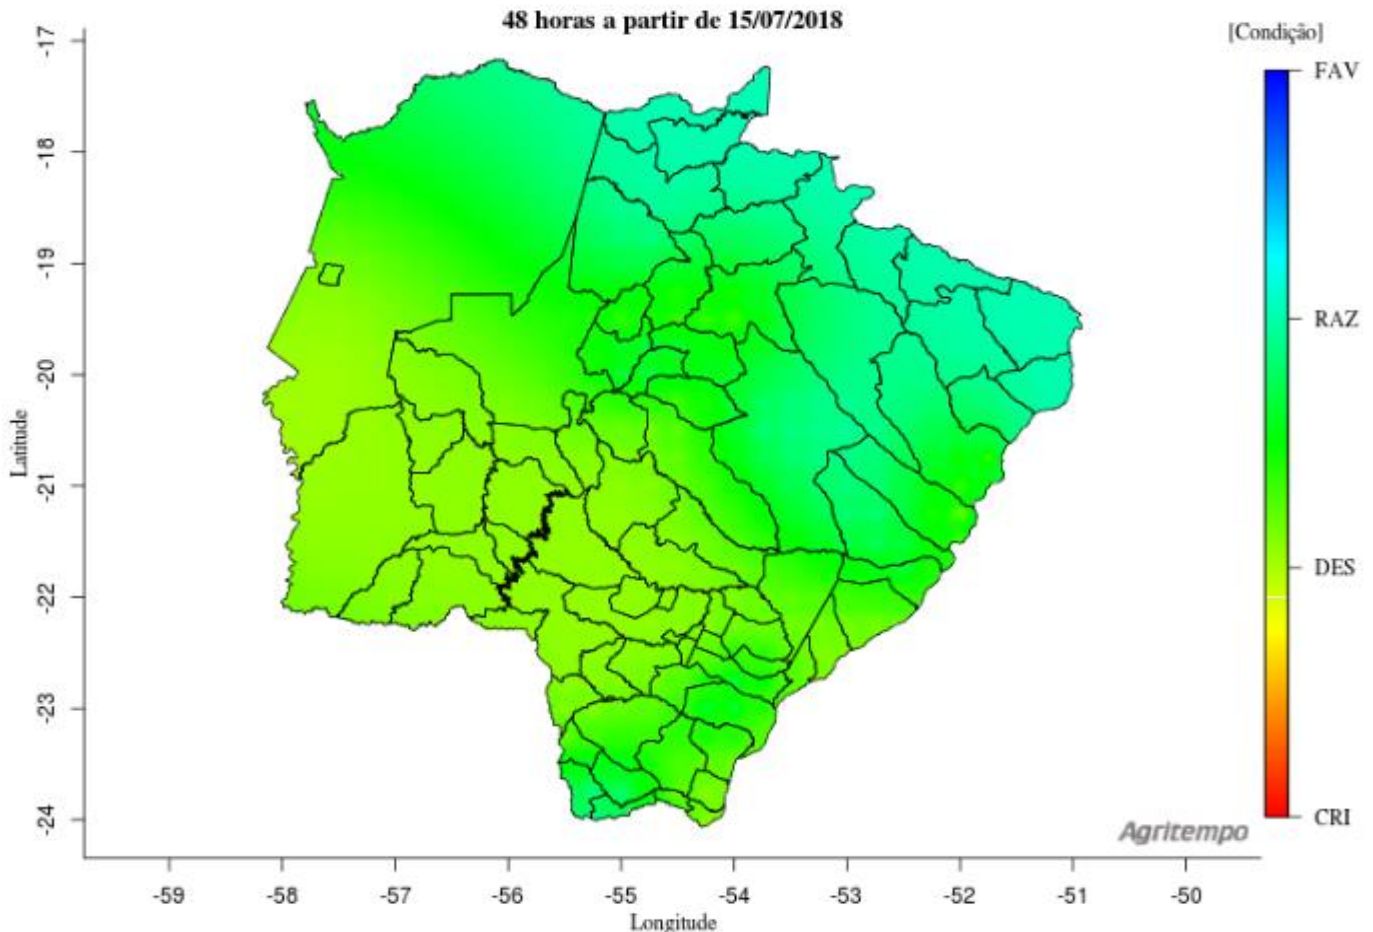 48 horas a partir de 15/07/2018
[Condição]
FAV
RAZ
DES
CRI
-17
-18
-19
-20
-21
-22
-23
-24
Latitude
Agritempo
-59 -58 -57 -56 -55 -54 -53 -52 -51 -50
Longitude